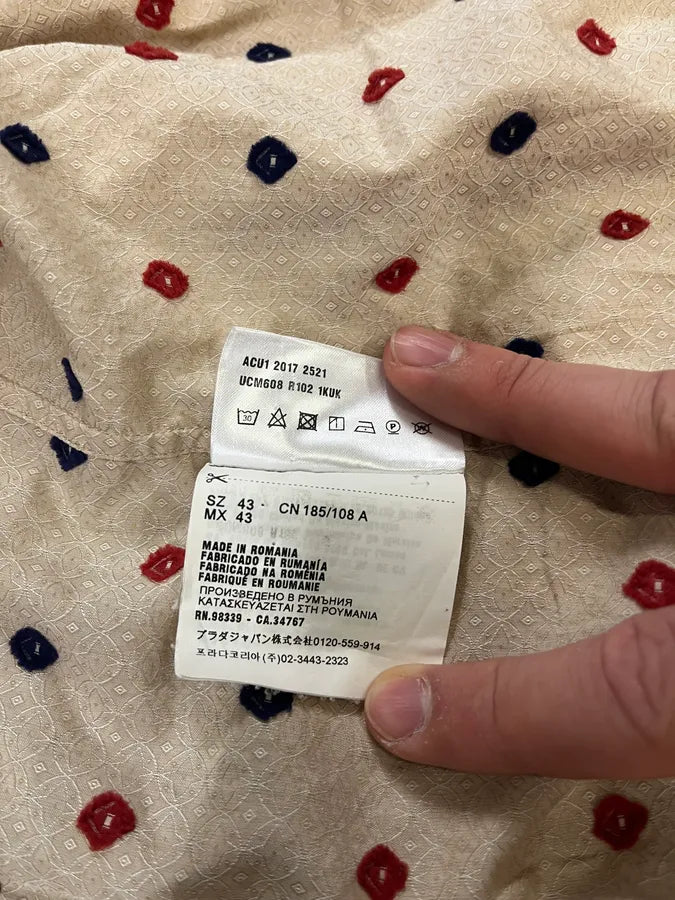 ACU1 2017 2521
UCM608 R102 1KUK
30
P
SZ 43 - CN 185/108 A
MX 43
MADE IN ROMANIA
FABRICADO EN RUMANÍA
FABRICADO NA ROMÉNIA
FABRIQUÉ EN ROUMANIE
ПРОИЗВЕДЕНО В РУМЪНИЯ
ΚΑΤΑΣΚΕΥΑΖΕΤΑΙ ΣΤΗ ΡΟΥΜΑΝΙΑ
RN.98339 - CA.34767
プラダジャパン株式会社0120-559-914
프라다코리아(주)02-3443-2323